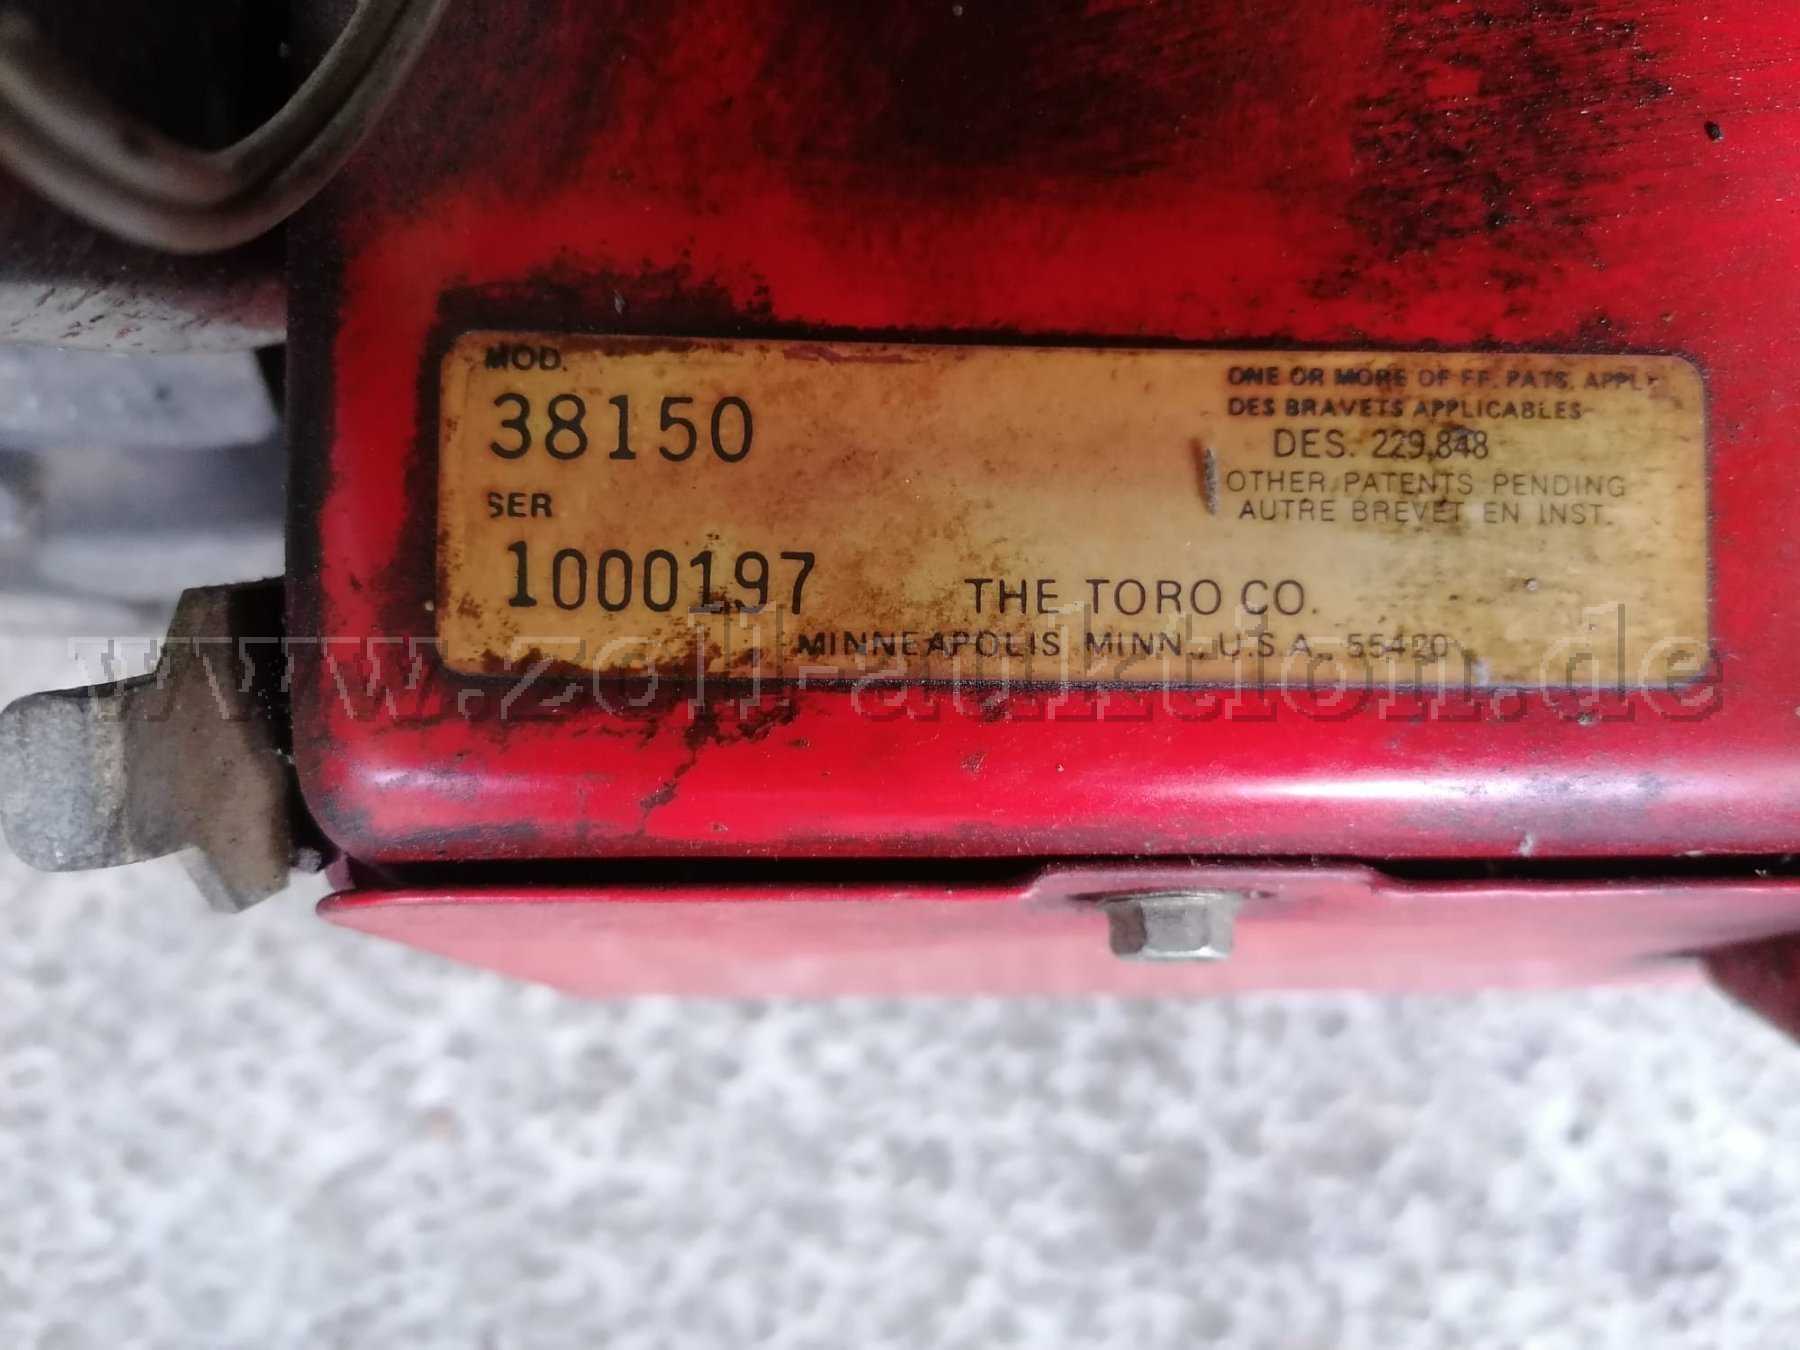 MOD.
38150
SER
1000197
ONE OR MORE OF FF. PATS. APPLY
DES BRAVETS APPLICABLES
DES. 229,848
OTHER PATENTS PENDING
AUTRE BREVET EN INST.
THE TORO CO.
MINNEAPOLIS MINN., U.S.A. 55420
www.zoll-auktion.de